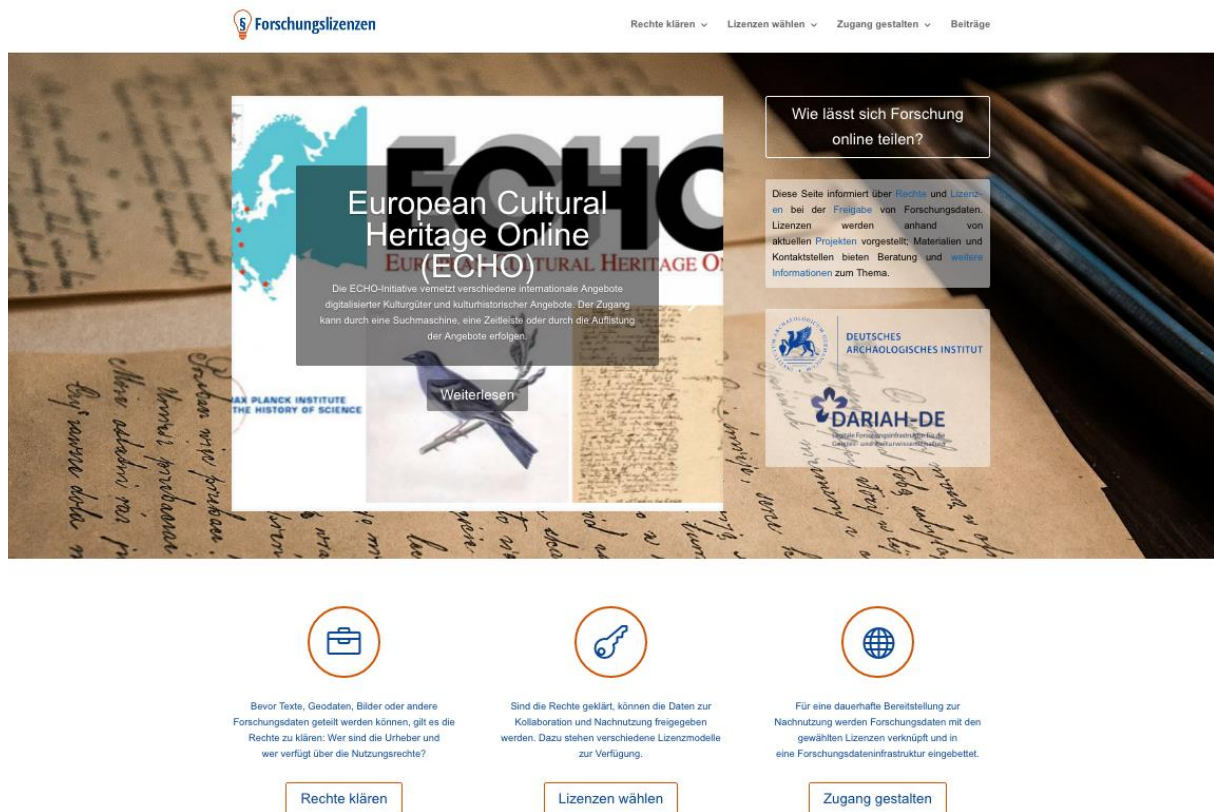 § Forschungslizenzen
Rechte klären
Lizenzen wählen
Zugang gestalten
Beiträge
ECHO
EUROPEAN CULTURAL HERITAGE
European Cultural
Heritage Online
(ECHO)
Die ECHO-Initiative vernetzt verschiedene internationale Angebote
digitalisierter Kulturgüter und kulturhistorischer Angebote. Der Zugang
kann durch eine Suchmaschine, eine Zeitleiste oder durch die Auflistung
der Angebote erfolgen.
Weiterlesen
PLANCK INSTITUTE
THE HISTORY OF SCIENCE
Wie lässt sich Forschung
online teilen?
Diese Seite informiert über Rechte und Lizenz-
en bei der Freigabe von Forschungsdaten.
Lizenzen werden anhand von
aktuellen Projekten vorgestellt; Materialien und
Kontaktstellen bieten Beratung und weitere
Informationen zum Thema.
DEUTSCHES
ARCHÄOLOGISCHES INSTITUT
DARIAH-DE
Digitale Forschungsinfrastruktur für die
Geistes- und Kulturwissenschaften
Bevor Texte, Geodaten, Bilder oder andere
Forschungsdaten geteilt werden können, gilt es die
Rechte zu klären: Wer sind die Urheber und
wer verfügt über die Nutzungsrechte?
Rechte klären
Sind die Rechte geklärt, können die Daten zur
Kollaboration und Nachnutzung freigegeben
werden. Dazu stehen verschiedene Lizenzmodelle
zur Verfügung.
Lizenzen wählen
Für eine dauerhafte Bereitstellung zur
Nachnutzung werden Forschungsdaten mit den
gewählten Lizenzen verknüpft und in
eine Forschungsdateninfrastruktur eingebettet.
Zugang gestalten